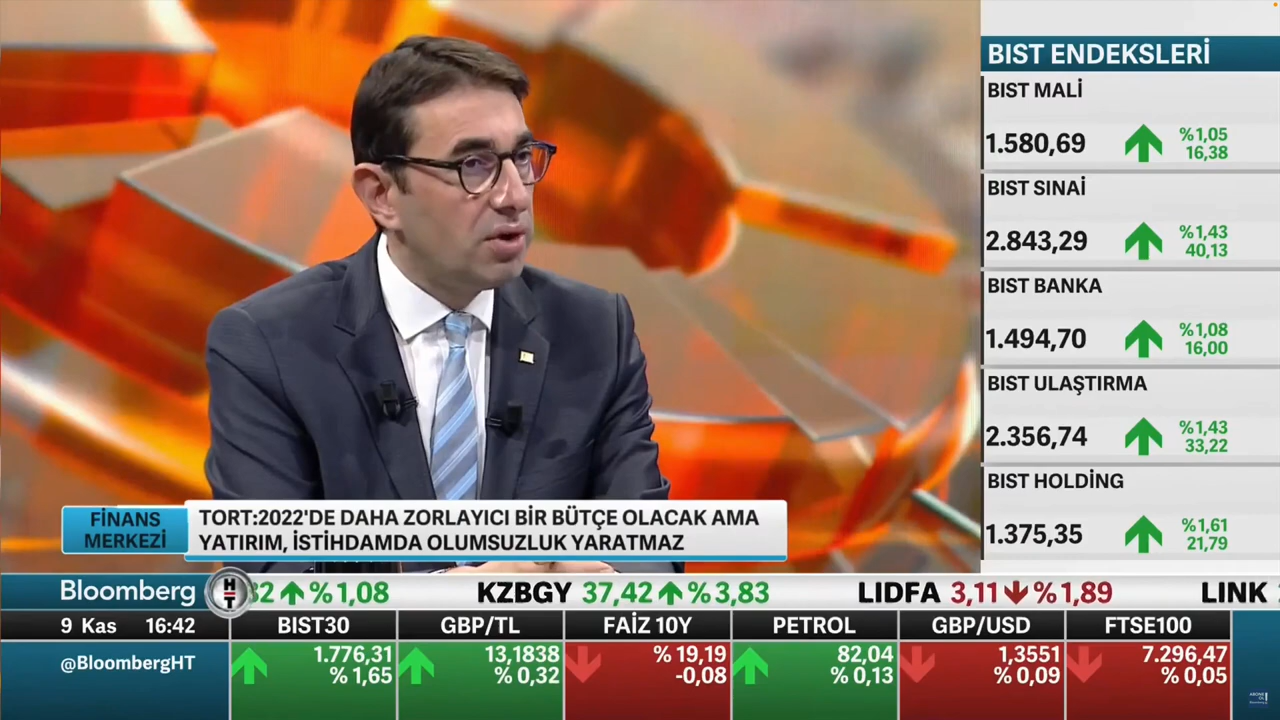 BIST ENDEKSLERİ
BIST MALİ
1.580,69 %1,05
16,38
BIST SINAİ
2.843,29 %1,43
40,13
BIST BANKA
1.494,70 %1,08
16,00
BIST ULAŞTIRMA
2.356,74 %1,43
33,22
BIST HOLDİNG
1.375,35 %1,61
21,79
FİNANS
MERKEZİ
TORT:2022'DE DAHA ZORLAYICI BİR BÜTÇE OLACAK AMA
YATIRIM, İSTİHDAMDA OLUMSUZLUK YARATMAZ
Bloomberg HT 32 %1,08 KZBGY 37,42 %3,83 LIDFA 3,11 %1,89 LINK
9 Kas 16:42
@BloombergHT
BIST30
1.776,31
% 1,65
GBP/TL
13,1838
% 0,32
FAİZ 10Y
% 19,19
-0,08
PETROL
82,04
% 0,13
GBP/USD
1,3551
% 0,09
FTSE100
7.296,47
% 0,05